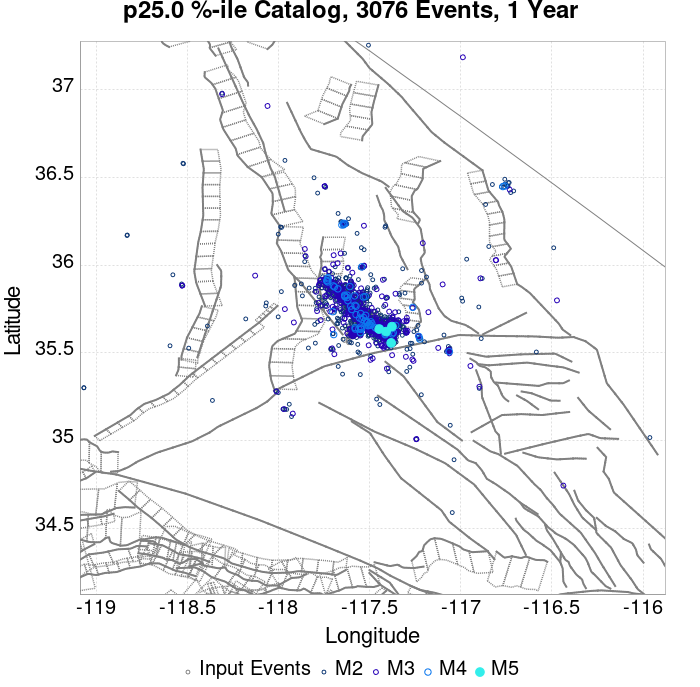 p25.0 %-ile Catalog, 3076 Events, 1 Year
37
36.5
36
35.5
35
34.5
Latitude
-119 -118.5 -118 -117.5 -117 -116.5 -116
Longitude
Input Events M2 M3 M4 M5